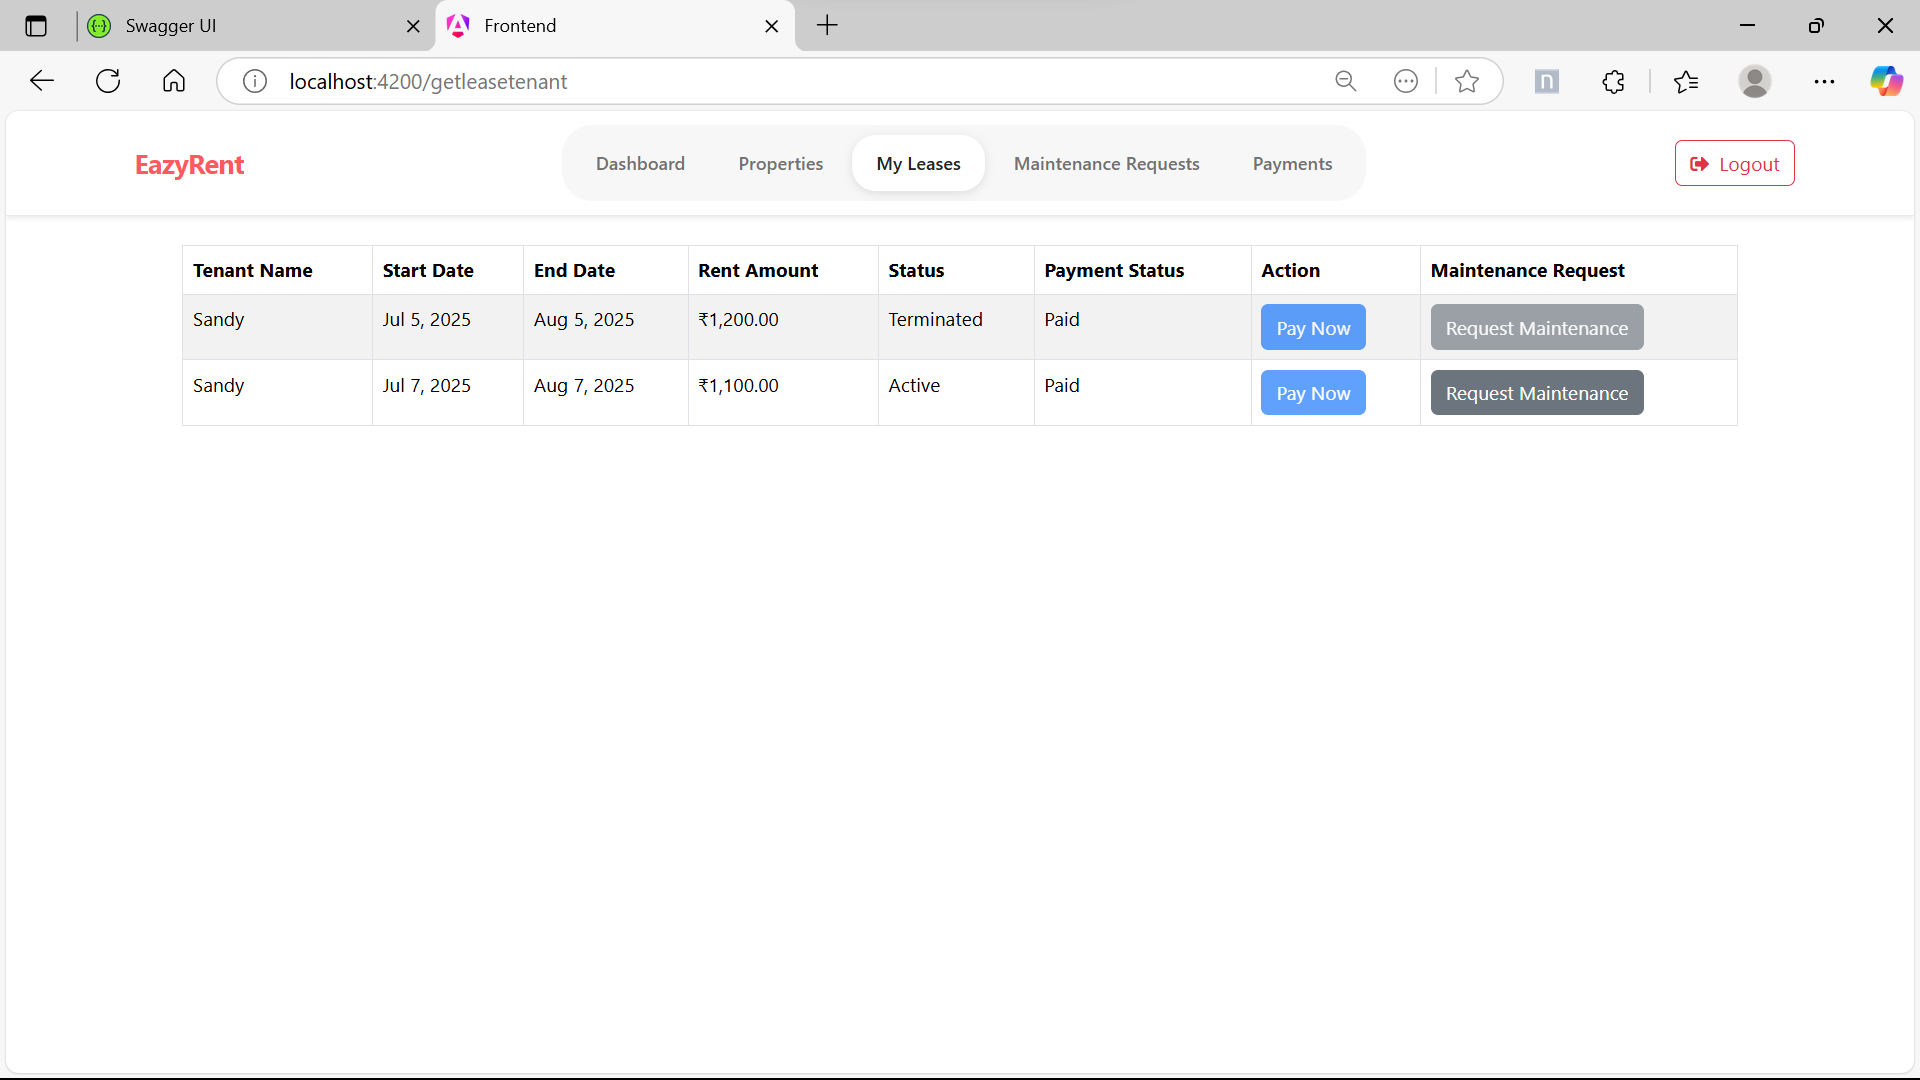 Swagger UI
Frontend
localhost:4200/getleasetenant
n
EazyRent
Dashboard Properties My Leases Maintenance Requests Payments
Logout
Tenant Name Start Date End Date Rent Amount Status Payment Status Action Maintenance Request
Sandy Jul 5, 2025 Aug 5, 2025 ₹1,200.00 Terminated Paid Pay Now Request Maintenance
Sandy Jul 7, 2025 Aug 7, 2025 ₹1,100.00 Active Paid Pay Now Request Maintenance